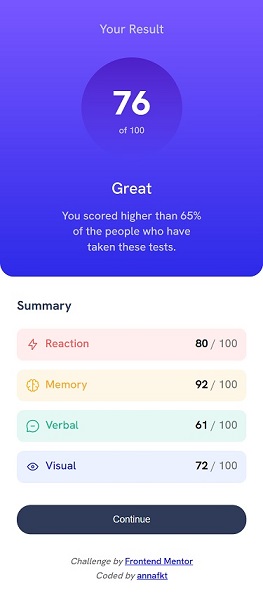 Your Result
76
of 100
Great
You scored higher than 65%
of the people who have
taken these tests.
Summary
Reaction 80 / 100
Memory 92 / 100
Verbal 61 / 100
Visual 72 / 100
Continue
Challenge by Frontend Mentor
Coded by annafkt